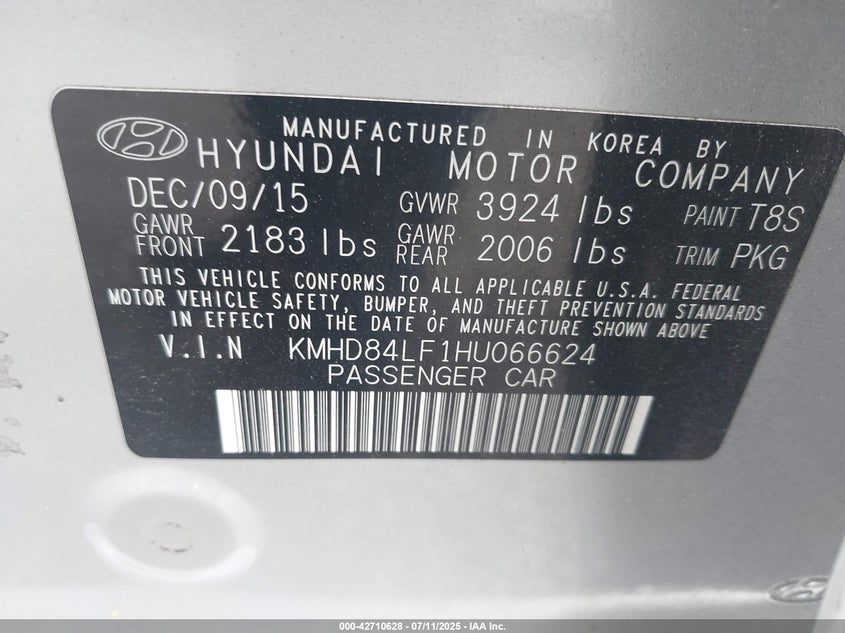 MANUFACTURED IN KOREA BY
HYUNDAI MOTOR COMPANY
DEC/09/15 GVWR 3924 lbs PAINT T8S
GAWR FRONT 2183 lbs GAWR REAR 2006 lbs TRIM PKG
THIS VEHICLE CONFORMS TO ALL APPLICABLE U.S.A. FEDERAL
MOTOR VEHICLE SAFETY, BUMPER, AND THEFT PREVENTION STANDARDS
IN EFFECT ON THE DATE OF MANUFACTURE SHOWN ABOVE
V.I.N KMHD84LF1HU066624
PASSENGER CAR
000-42710628 - 07/11/2025 - IAA Inc.